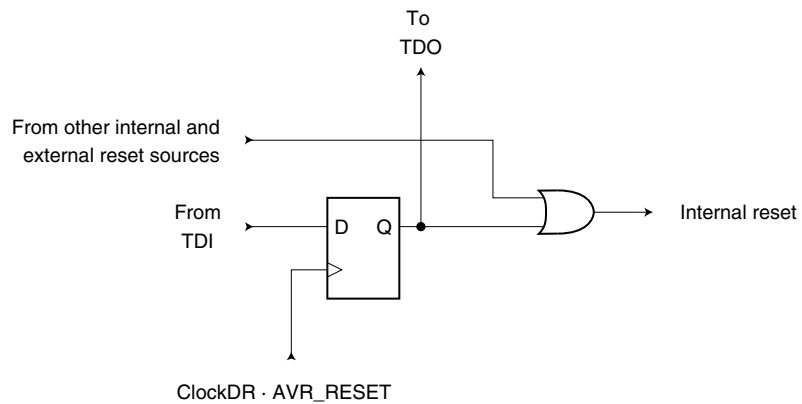 To
TDO
From other internal and
external reset sources
From
TDI
D
Q
Internal reset
ClockDR · AVR_RESET